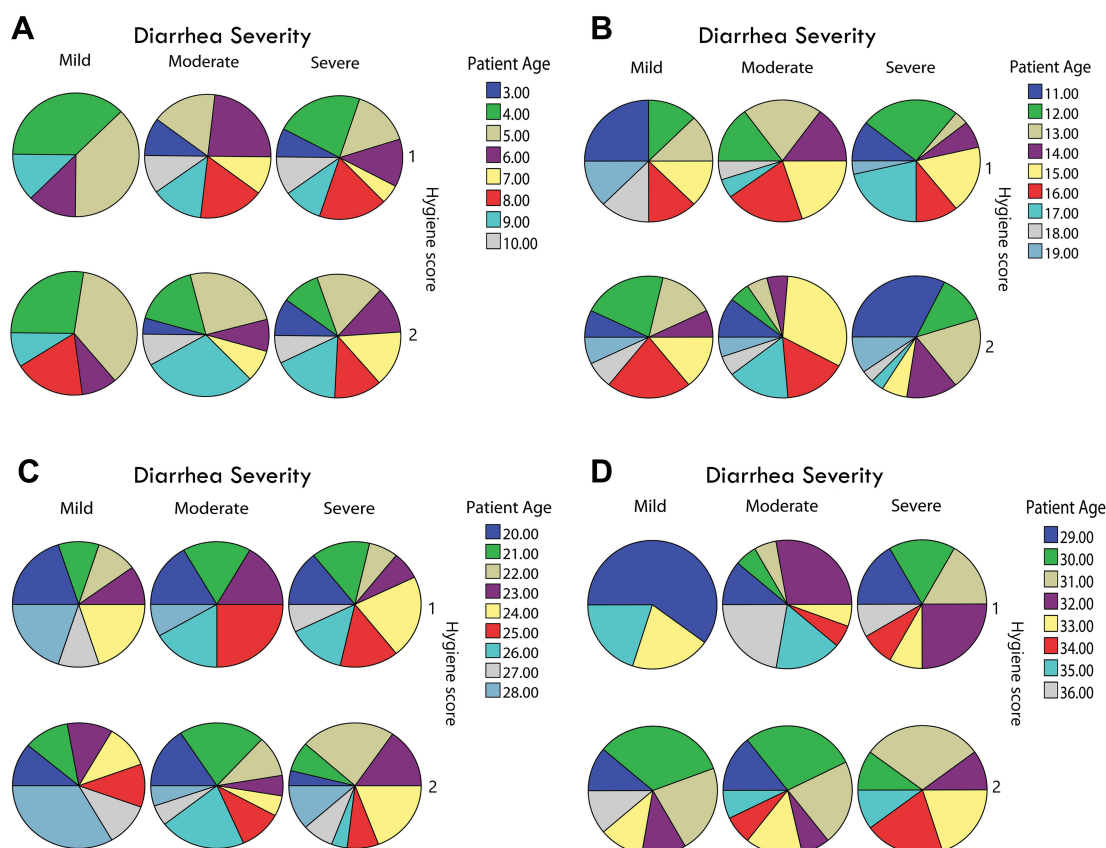 A
Diarrhea Severity
Mild
Moderate
Severe
Patient Age
3.00
4.00
5.00
6.00
7.00
8.00
9.00
10.00
1
2
Hygiene score
B
Diarrhea Severity
Mild
Moderate
Severe
Patient Age
11.00
12.00
13.00
14.00
15.00
16.00
17.00
18.00
19.00
1
2
Hygiene score
C
Diarrhea Severity
Mild
Moderate
Severe
Patient Age
20.00
21.00
22.00
23.00
24.00
25.00
26.00
27.00
28.00
1
2
Hygiene score
D
Diarrhea Severity
Mild
Moderate
Severe
Patient Age
29.00
30.00
31.00
32.00
33.00
34.00
35.00
36.00
1
2
Hygiene score